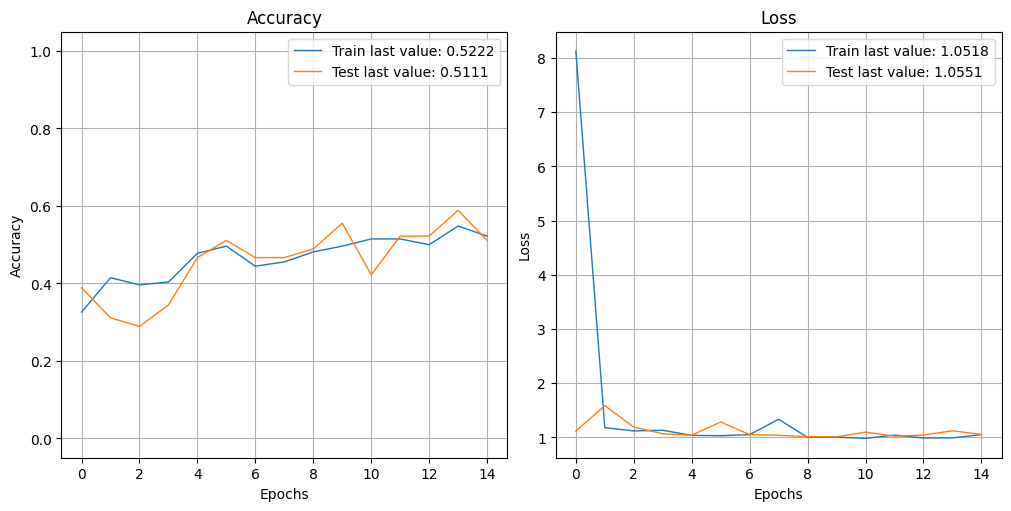 Accuracy
Train last value: 0.5222
Test last value: 0.5111
1.0
0.8
0.6
0.4
0.2
0.0
Accuracy
0 2 4 6 8 10 12 14
Epochs
Loss
Train last value: 1.0518
Test last value: 1.0551
8
7
6
5
4
3
2
1
Loss
0 2 4 6 8 10 12 14
Epochs